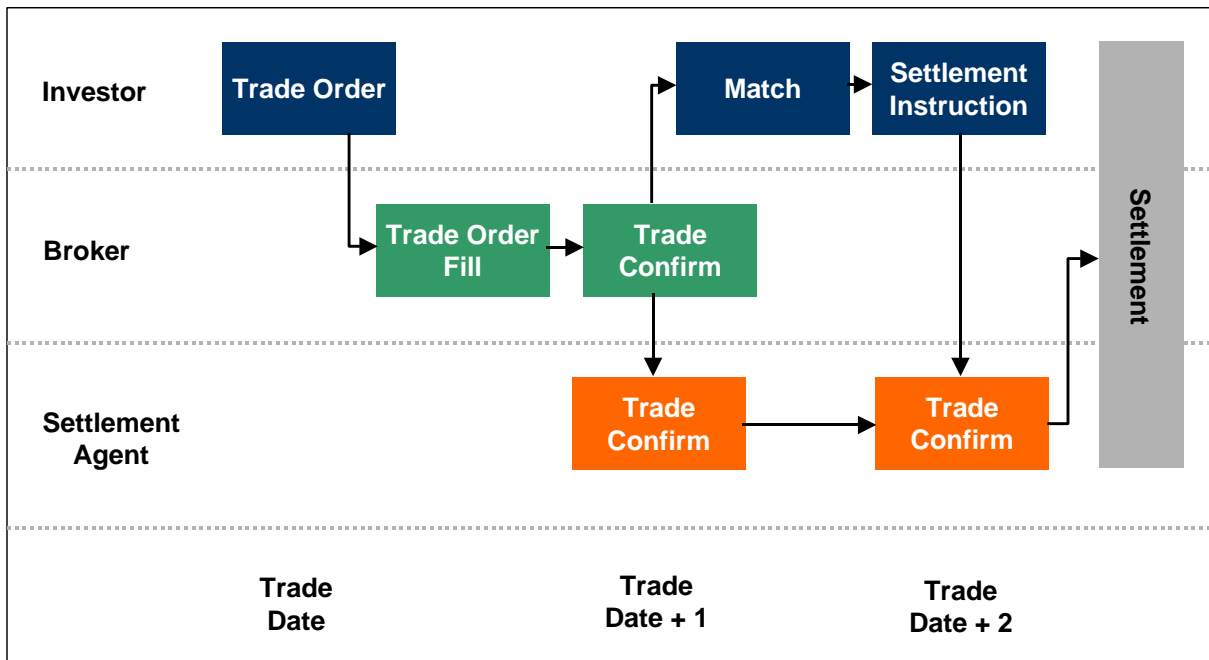 Investor
Trade Order
Match
Settlement
Instruction
Broker
Trade Order
Fill
Trade
Confirm
Settlement
Settlement
Agent
Trade
Confirm
Trade
Confirm
Trade
Date
Trade
Date + 1
Trade
Date + 2